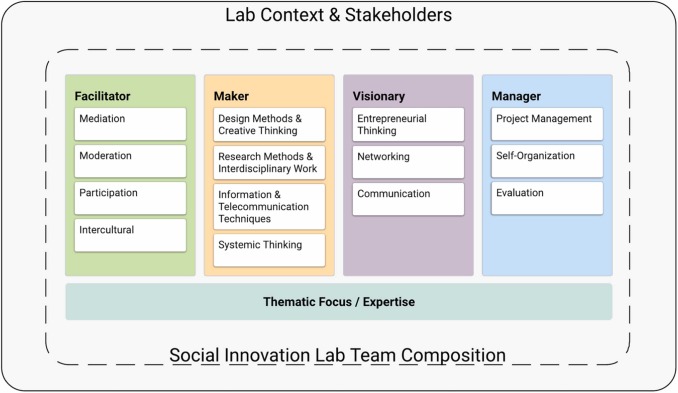 Lab Context & Stakeholders
Facilitator
Mediation
Moderation
Participation
Intercultural
Maker
Design Methods &
Creative Thinking
Research Methods &
Interdisciplinary Work
Information &
Telecommunication
Techniques
Systemic Thinking
Visionary
Entrepreneurial
Thinking
Networking
Communication
Manager
Project Management
Self-Organization
Evaluation
Thematic Focus / Expertise
Social Innovation Lab Team Composition